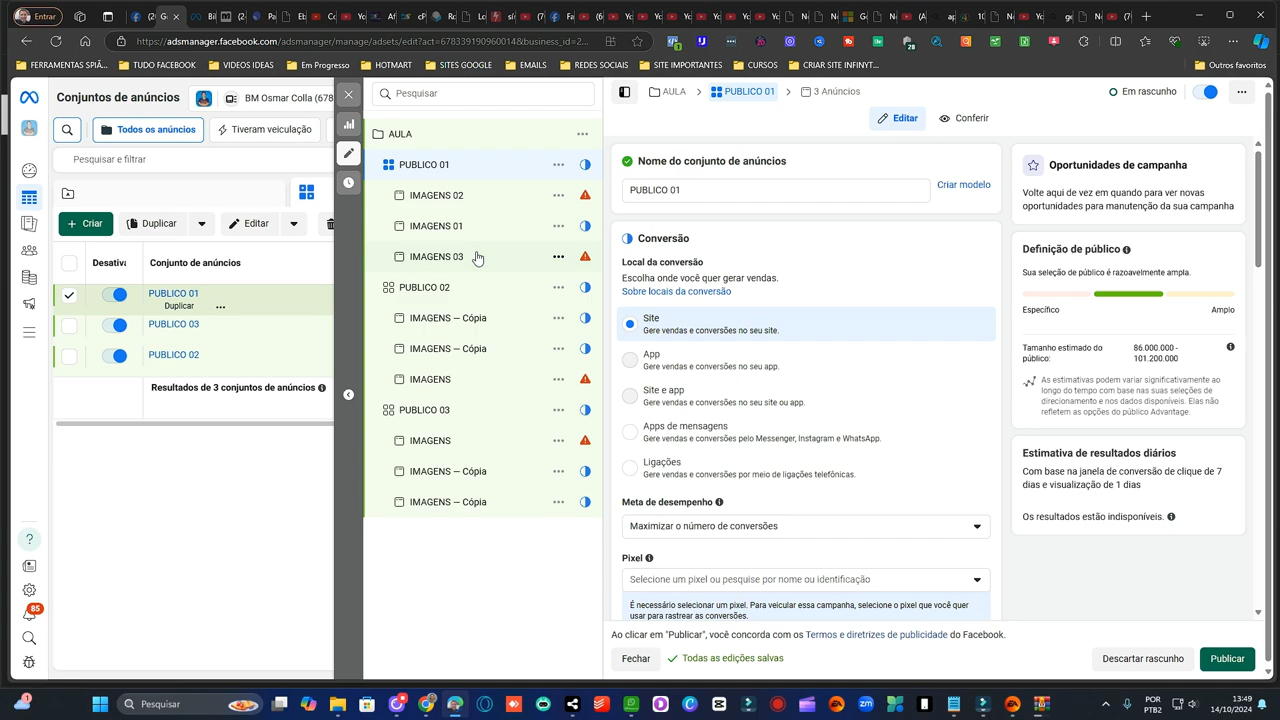 Entrar
https://adsmanager.facebook.com/adsmanager/manage/adsets/edit?act=678339190960014&business_id=2...
FERRAMENTAS SPIÃ...
TUDO FACEBOOK
VIDEOS IDEAS
Em Progresso
HOTMART
SITES GOOGLE
EMAILS
REDES SOCIAIS
SITE IMPORTANTES
CURSOS
CRIAR SITE INFINYT...
Outros favoritos
Conjuntos de anúncios
BM Osmar Colla (678
Todos os anúncios
Tiveram veiculação
Pesquisar e filtrar
+ Criar
Duplicar
Editar
Desativa
Conjunto de anúncios
PUBLICO 01
Duplicar
...
PUBLICO 03
PUBLICO 02
Resultados de 3 conjuntos de anúncios
85
Pesquisar
AULA
PUBLICO 01
IMAGENS 02
IMAGENS 01
IMAGENS 03
PUBLICO 02
IMAGENS — Cópia
IMAGENS — Cópia
IMAGENS
PUBLICO 03
IMAGENS
IMAGENS — Cópia
IMAGENS — Cópia
AULA > PUBLICO 01 > 3 Anúncios
Em rascunho
Editar
Conferir
Nome do conjunto de anúncios
PUBLICO 01
Criar modelo
Conversão
Local da conversão
Escolha onde você quer gerar vendas.
Sobre locais da conversão
Site
Gere vendas e conversões no seu site.
App
Gere vendas e conversões no seu app.
Site e app
Gere vendas e conversões no seu site ou app.
Apps de mensagens
Gere vendas e conversões pelo Messenger, Instagram e WhatsApp.
Ligações
Gere vendas e conversões por meio de ligações telefônicas.
Meta de desempenho
Maximizar o número de conversões
Pixel
Selecione um pixel ou pesquise por nome ou identificação
É necessário selecionar um pixel. Para veicular essa campanha, selecione o pixel que você quer
usar para rastrear as conversões.
Oportunidades de campanha
Volte aqui de vez em quando para ver novas
oportunidades para manutenção da sua campanha
Definição de público
Sua seleção de público é razoavelmente ampla.
Específico
Amplo
Tamanho estimado do
público:
86.000.000 -
101.200.000
As estimativas podem variar significativamente ao
longo do tempo com base nas suas seleções de
direcionamento e nos dados disponíveis. Elas não
refletem as opções do público Advantage.
Estimativa de resultados diários
Com base na janela de conversão de clique de 7
dias e visualização de 1 dias
Os resultados estão indisponíveis.
Ao clicar em "Publicar", você concorda com os Termos e diretrizes de publicidade do Facebook.
Fechar
Todas as edições salvas
Descartar rascunho
Publicar
Pesquisar
POR
PTB2
13:49
14/10/2024